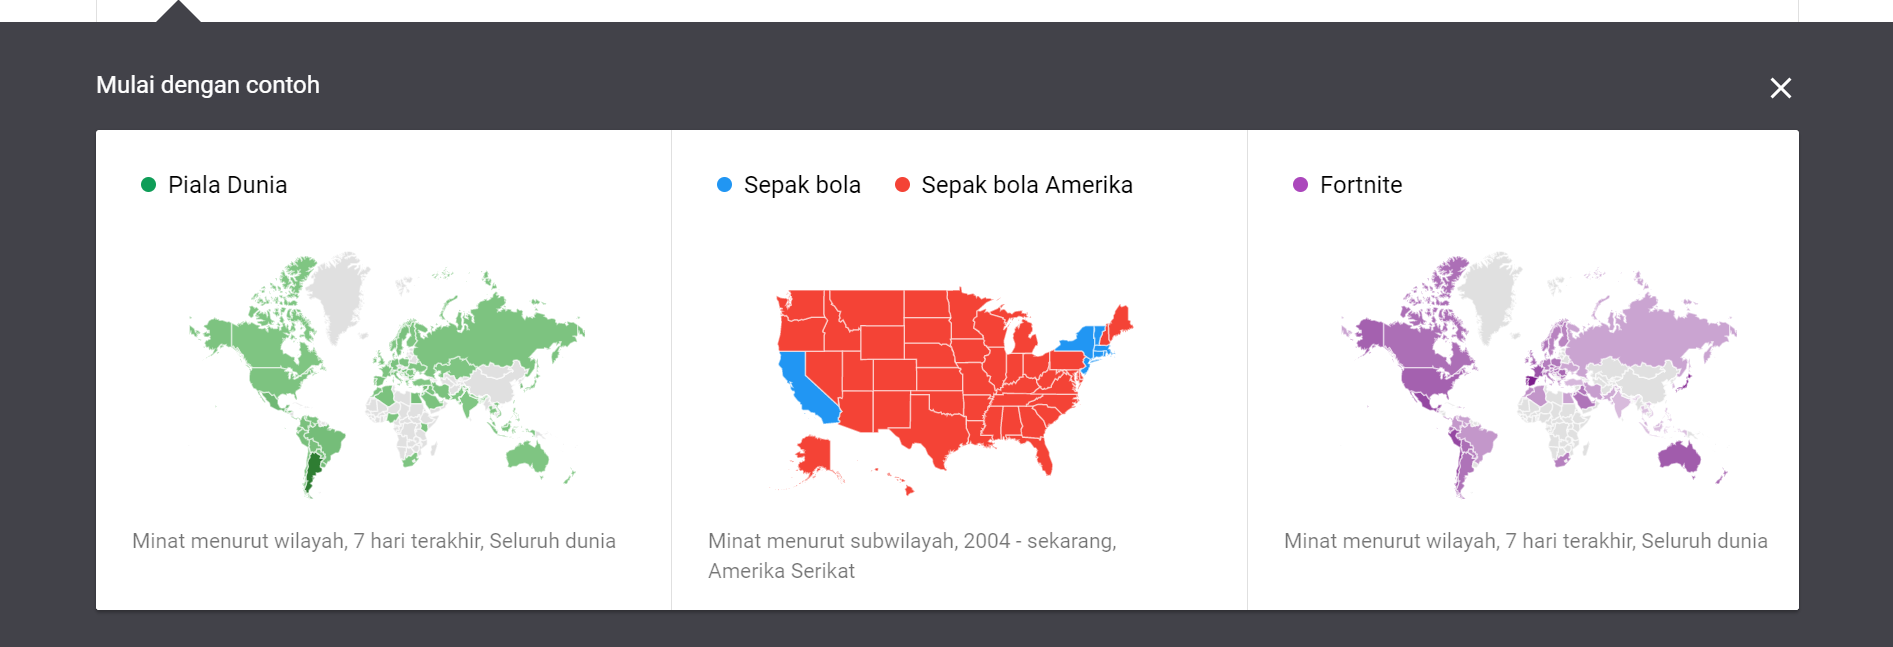 Mulai dengan contoh
Piala Dunia
Minat menurut wilayah, 7 hari terakhir, Seluruh dunia
Sepak bola Sepak bola Amerika
Minat menurut subwilayah, 2004 - sekarang,
Amerika Serikat
Fortnite
Minat menurut wilayah, 7 hari terakhir, Seluruh dunia